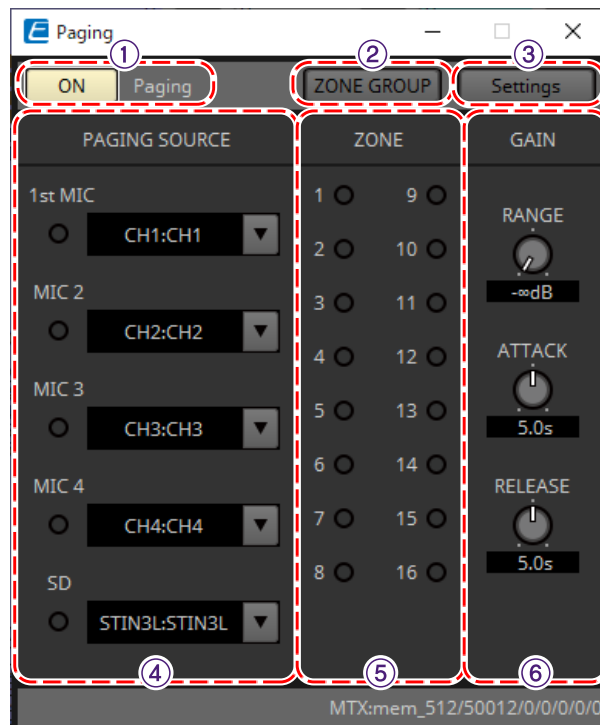 E Paging
① ② ③
ON Paging ZONE GROUP Settings
PAGING SOURCE ZONE GAIN
1st MIC
CH1:CH1
MIC 2
CH2:CH2
MIC 3
CH3:CH3
MIC 4
CH4:CH4
SD
STIN3L:STIN3L
1 9
2 10
3 11
4 12
5 13
6 14
7 15
8 16
RANGE
-∞dB
ATTACK
5.0s
RELEASE
5.0s
④ ⑤ ⑥
MTX:mem_512/50012/0/0/0/0/0